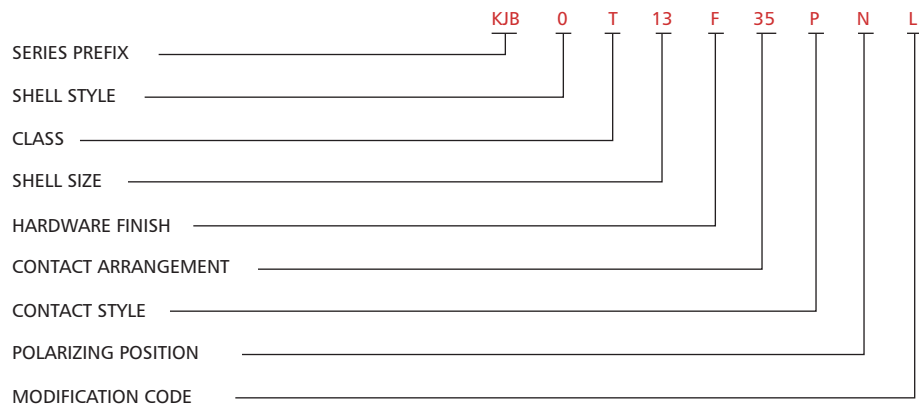 KJB 0 T 13 F 35 P N L
SERIES PREFIX
SHELL STYLE
CLASS
SHELL SIZE
HARDWARE FINISH
CONTACT ARRANGEMENT
CONTACT STYLE
POLARIZING POSITION
MODIFICATION CODE